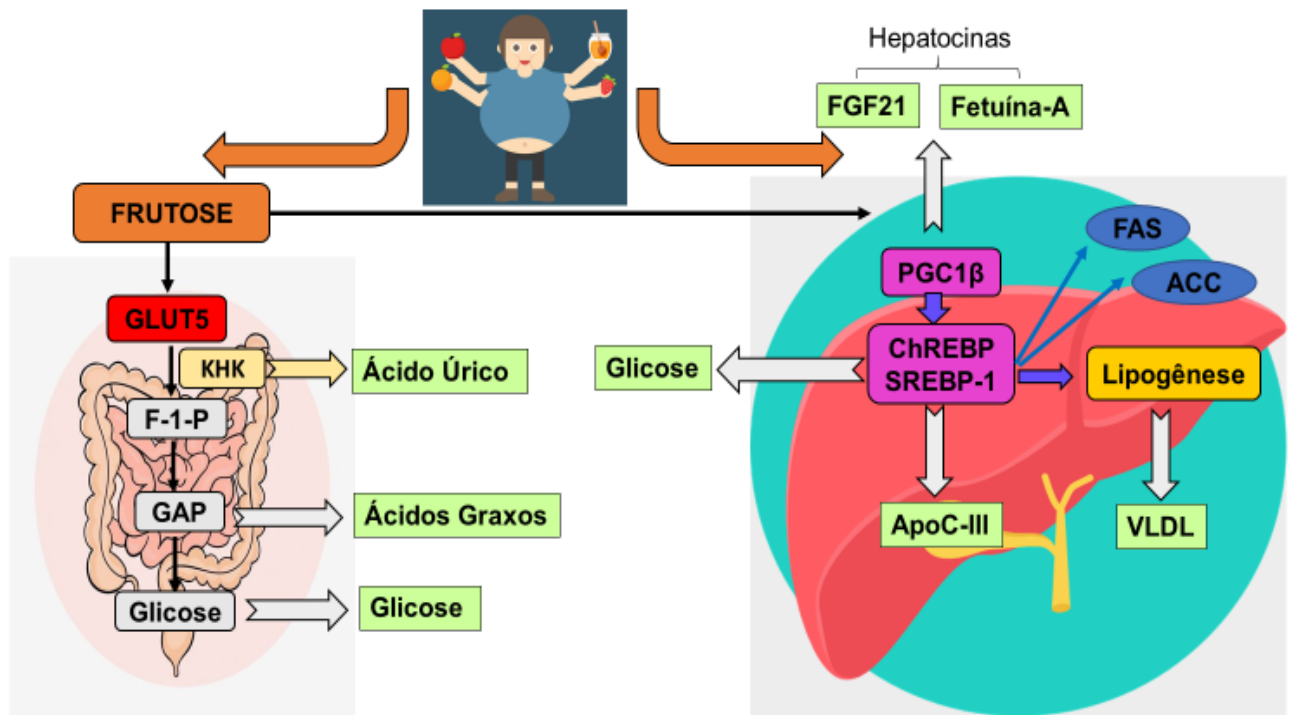 Hepatocinas
FGF21
Fetuína-A
FRUTOSE
GLUT5
KHK
Ácido Úrico
F-1-P
GAP
Ácidos Graxos
Glicose
Glicose
PGC1β
FAS
ACC
ChREBP
SREBP-1
Glicose
Lipogênese
ApoC-III
VLDL